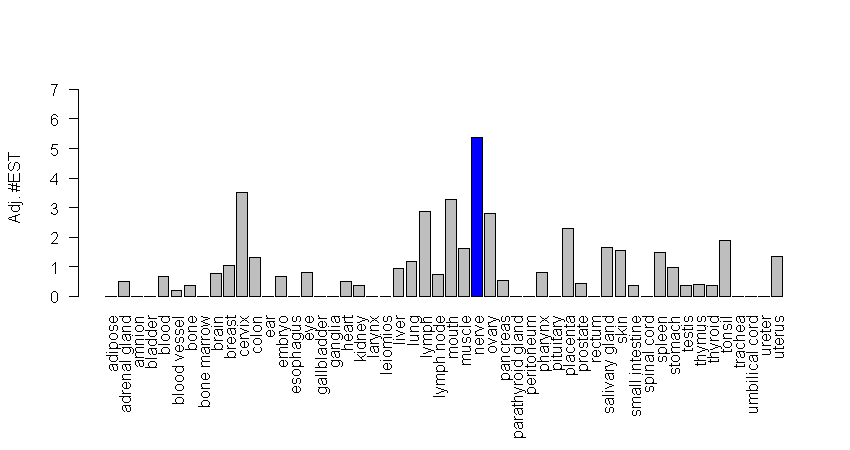 Adj. #EST
7
6
5
4
3
2
1
0
adipose
adrenal gland
amnion
bladder
blood
blood vessel
bone
bone marrow
brain
breast
cervix
colon
ear
embryo
esophagus
eye
gallbladder
ganglia
heart
kidney
larynx
leiomios
liver
lung
lymph
lymph node
mouth
muscle
nerve
ovary
pancreas
parathyroid gland
peritoneum
pharynx
pituitary
placenta
prostate
rectum
salivary gland
skin
small intestine
spinal cord
spleen
stomach
testis
thymus
thyroid
tonsil
trachea
umbilical cord
ureter
uterus